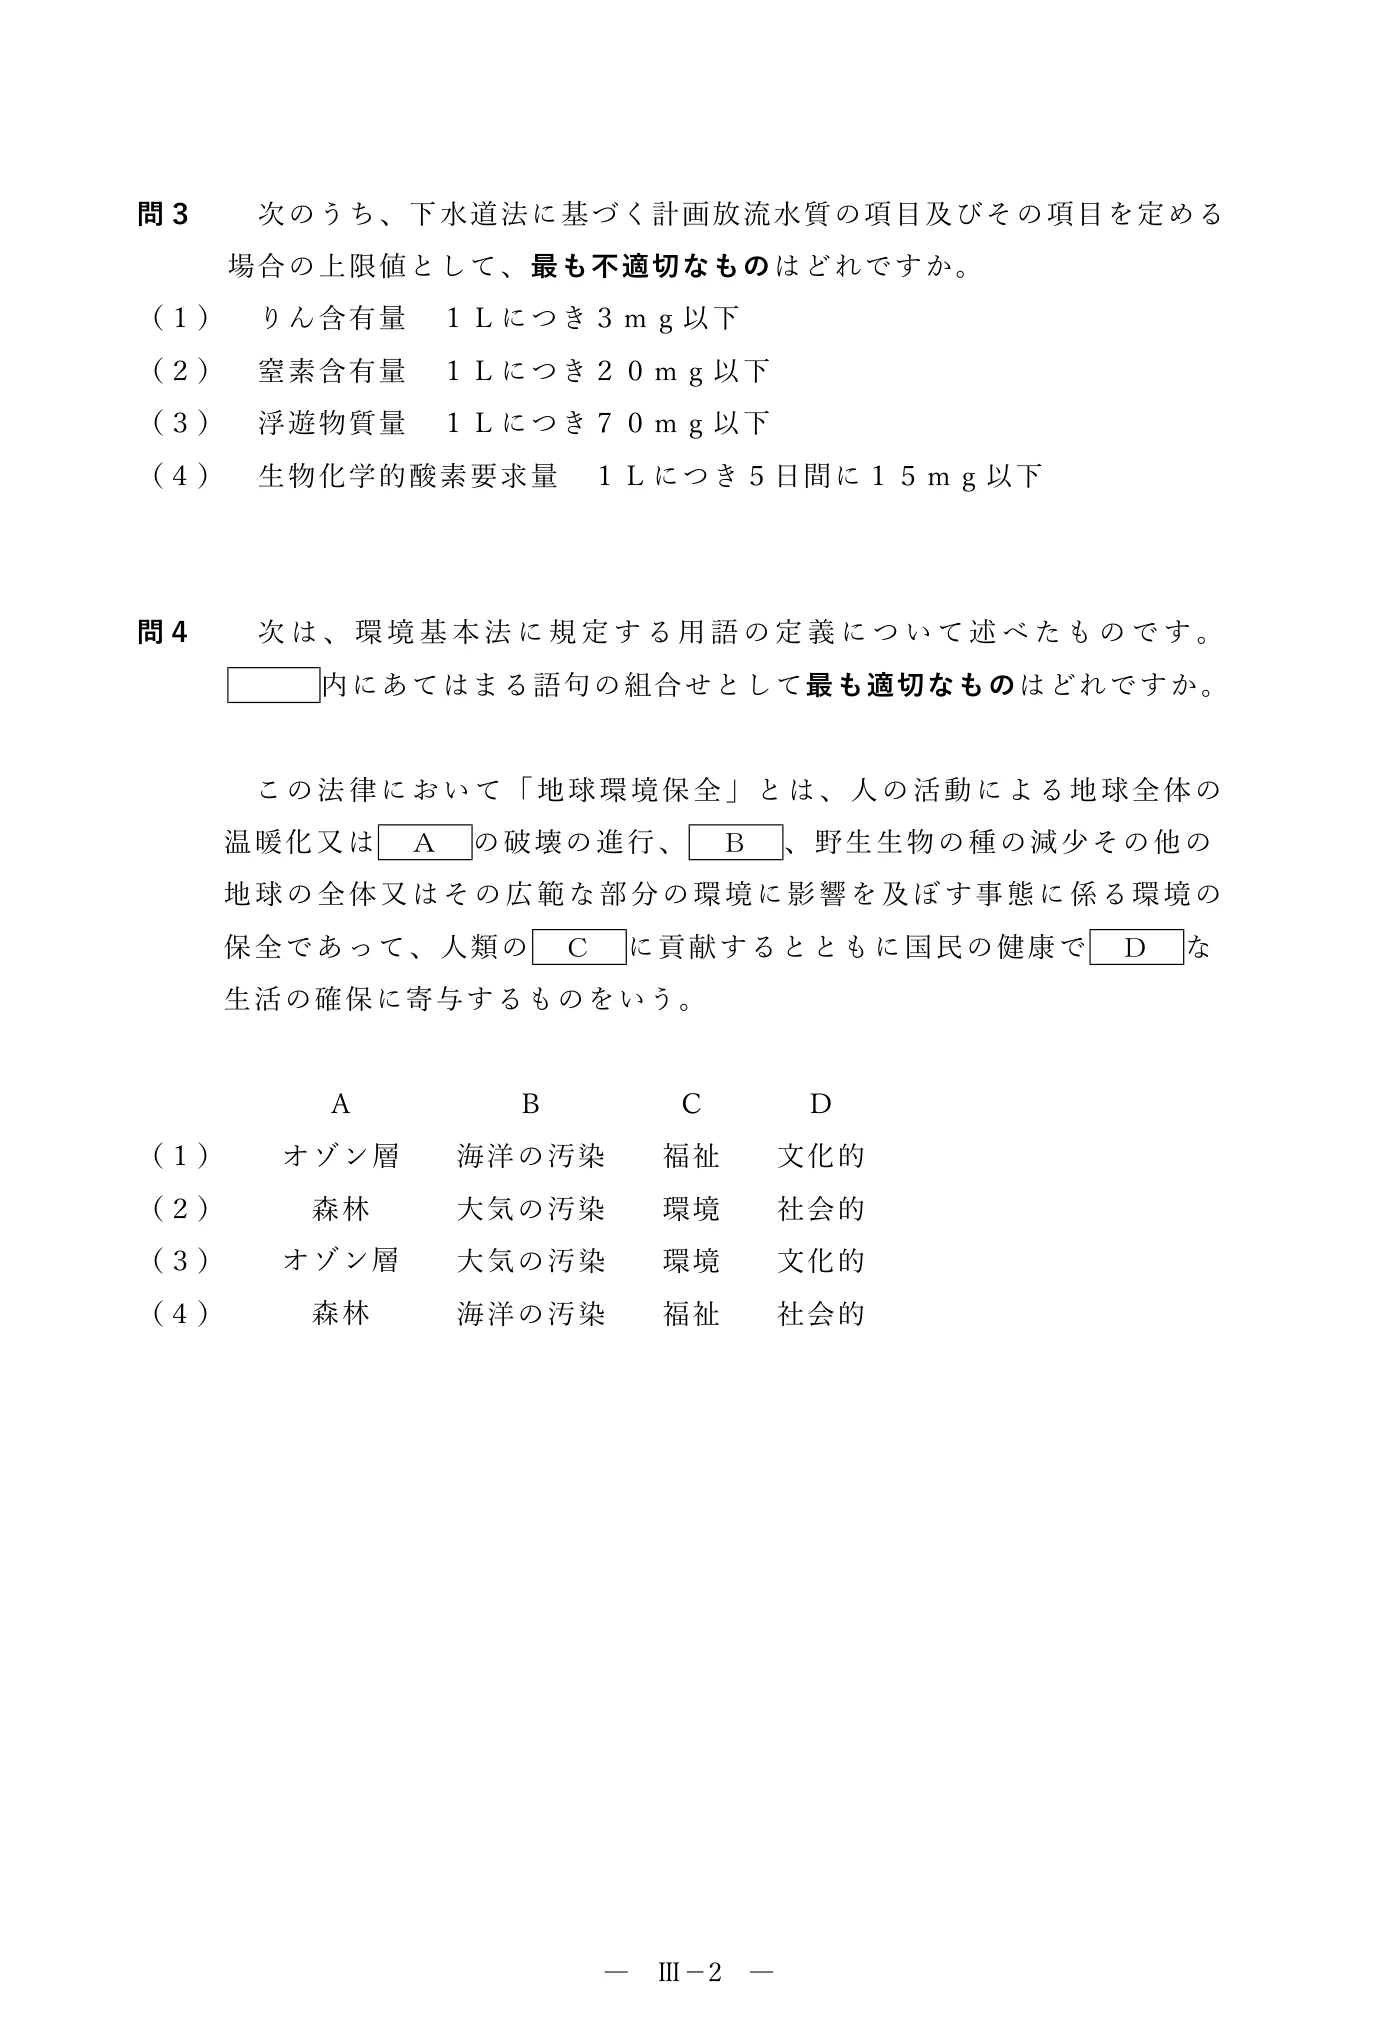 問３　次のうち、下水道法に基づく計画放流水質の項目及びその項目を定める
場合の上限値として、最も不適切なものはどれですか。
（１）　りん含有量　１Ｌにつき３ｍｇ以下
（２）　窒素含有量　１Ｌにつき２０ｍｇ以下
（３）　浮遊物質量　１Ｌにつき７０ｍｇ以下
（４）　生物化学的酸素要求量　１Ｌにつき５日間に１５ｍｇ以下
問４　次は、環境基本法に規定する用語の定義について述べたものです。
内にあてはまる語句の組合せとして最も適切なものはどれですか。
この法律において「地球環境保全」とは、人の活動による地球全体の
温暖化又は　Ａ　の破壊の進行、　Ｂ　、野生生物の種の減少その他の
地球の全体又はその広範な部分の環境に影響を及ぼす事態に係る環境の
保全であって、人類の　Ｃ　に貢献するとともに国民の健康で　Ｄ　な
生活の確保に寄与するものをいう。
Ａ　Ｂ　Ｃ　Ｄ
（１）　オゾン層　海洋の汚染　福祉　文化的
（２）　森林　大気の汚染　環境　社会的
（３）　オゾン層　大気の汚染　環境　文化的
（４）　森林　海洋の汚染　福祉　社会的
―　Ⅲ－2　―